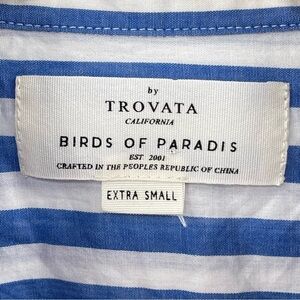 by
TROVATA
CALIFORNIA
BIRDS OF PARADIS
EST 2001
CRAFTED IN THE PEOPLES REPUBLIC OF CHINA
EXTRA SMALL